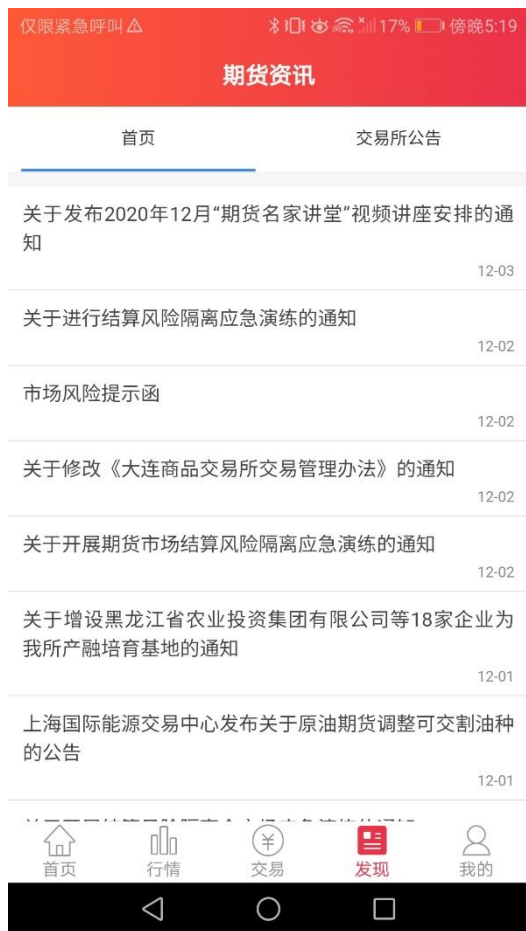 仅限紧急呼叫
17%
傍晚5:19
期货资讯
首页
交易所公告
关于发布2020年12月“期货名家讲堂”视频讲座安排的通
知
12-03
关于进行结算风险隔离应急演练的通知
12-02
市场风险提示函
12-02
关于修改《大连商品交易所交易管理办法》的通知
12-02
关于开展期货市场结算风险隔离应急演练的通知
12-02
关于增设黑龙江省农业投资集团有限公司等18家企业为
我所产融培育基地的通知
12-01
上海国际能源交易中心发布关于原油期货调整可交割油种
的公告
12-01
首页
行情
交易
发现
我的